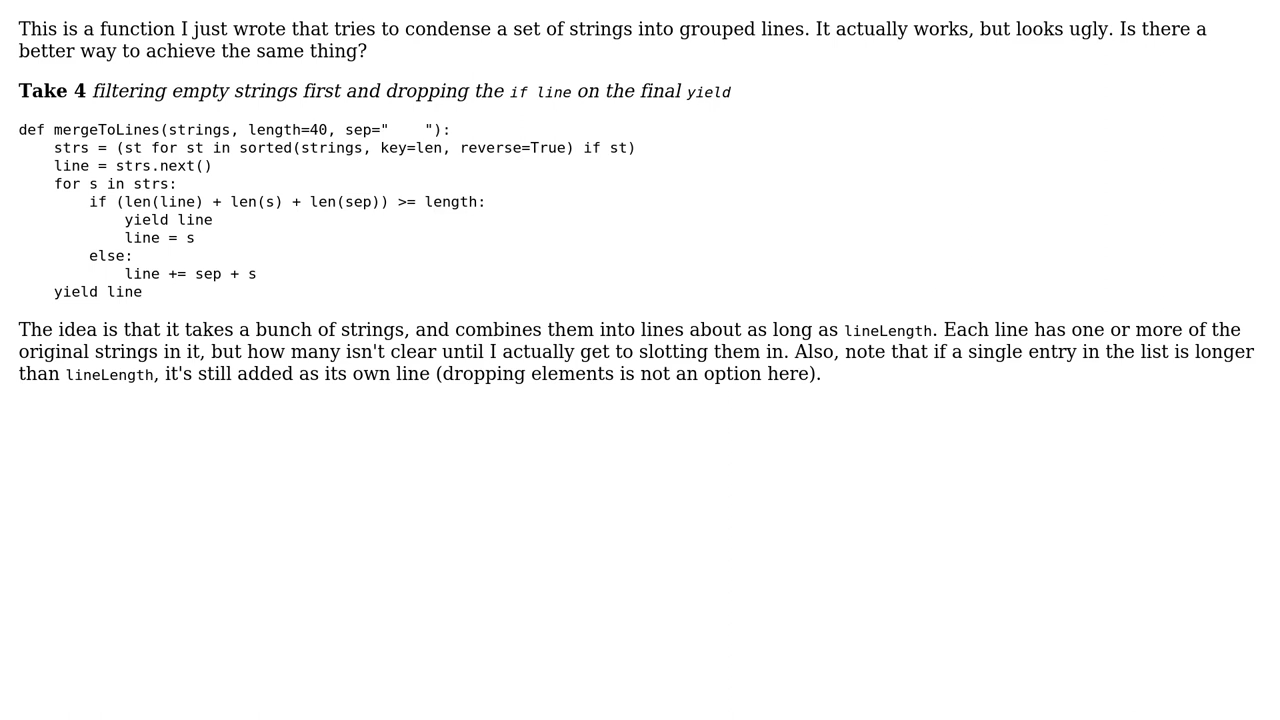 This is a function I just wrote that tries to condense a set of strings into grouped lines. It actually works, but looks ugly. Is there a
better way to achieve the same thing?
Take 4 filtering empty strings first and dropping the if line on the final yield
def mergeToLines(strings, length=40, sep="    "):
    strs = (st for st in sorted(strings, key=len, reverse=True) if st)
    line = strs.next()
    for s in strs:
        if (len(line) + len(s) + len(sep)) >= length:
            yield line
            line = s
        else:
            line += sep + s
    yield line
The idea is that it takes a bunch of strings, and combines them into lines about as long as lineLength. Each line has one or more of the
original strings in it, but how many isn't clear until I actually get to slotting them in. Also, note that if a single entry in the list is longer
than lineLength, it's still added as its own line (dropping elements is not an option here).